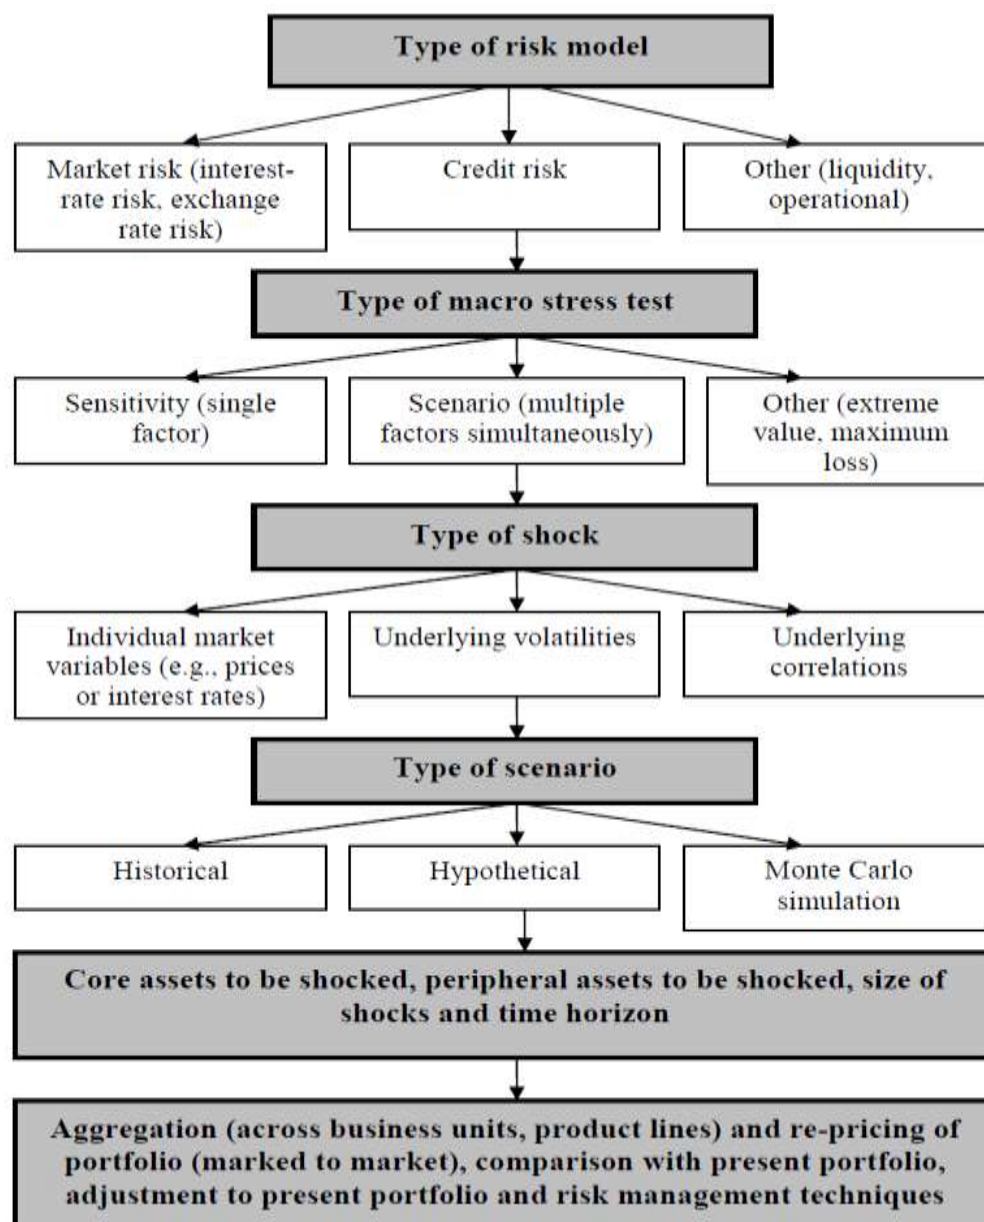 Type of risk model
Market risk (interest-
rate risk, exchange
rate risk)
Credit risk
Other (liquidity,
operational)
Type of macro stress test
Sensitivity (single
factor)
Scenario (multiple
factors simultaneously)
Other (extreme
value, maximum
loss)
Type of shock
Individual market
variables (e.g., prices
or interest rates)
Underlying volatilities
Underlying
correlations
Type of scenario
Historical
Hypothetical
Monte Carlo
simulation
Core assets to be shocked, peripheral assets to be shocked, size of
shocks and time horizon
Aggregation (across business units, product lines) and re-pricing of
portfolio (marked to market), comparison with present portfolio,
adjustment to present portfolio and risk management techniques